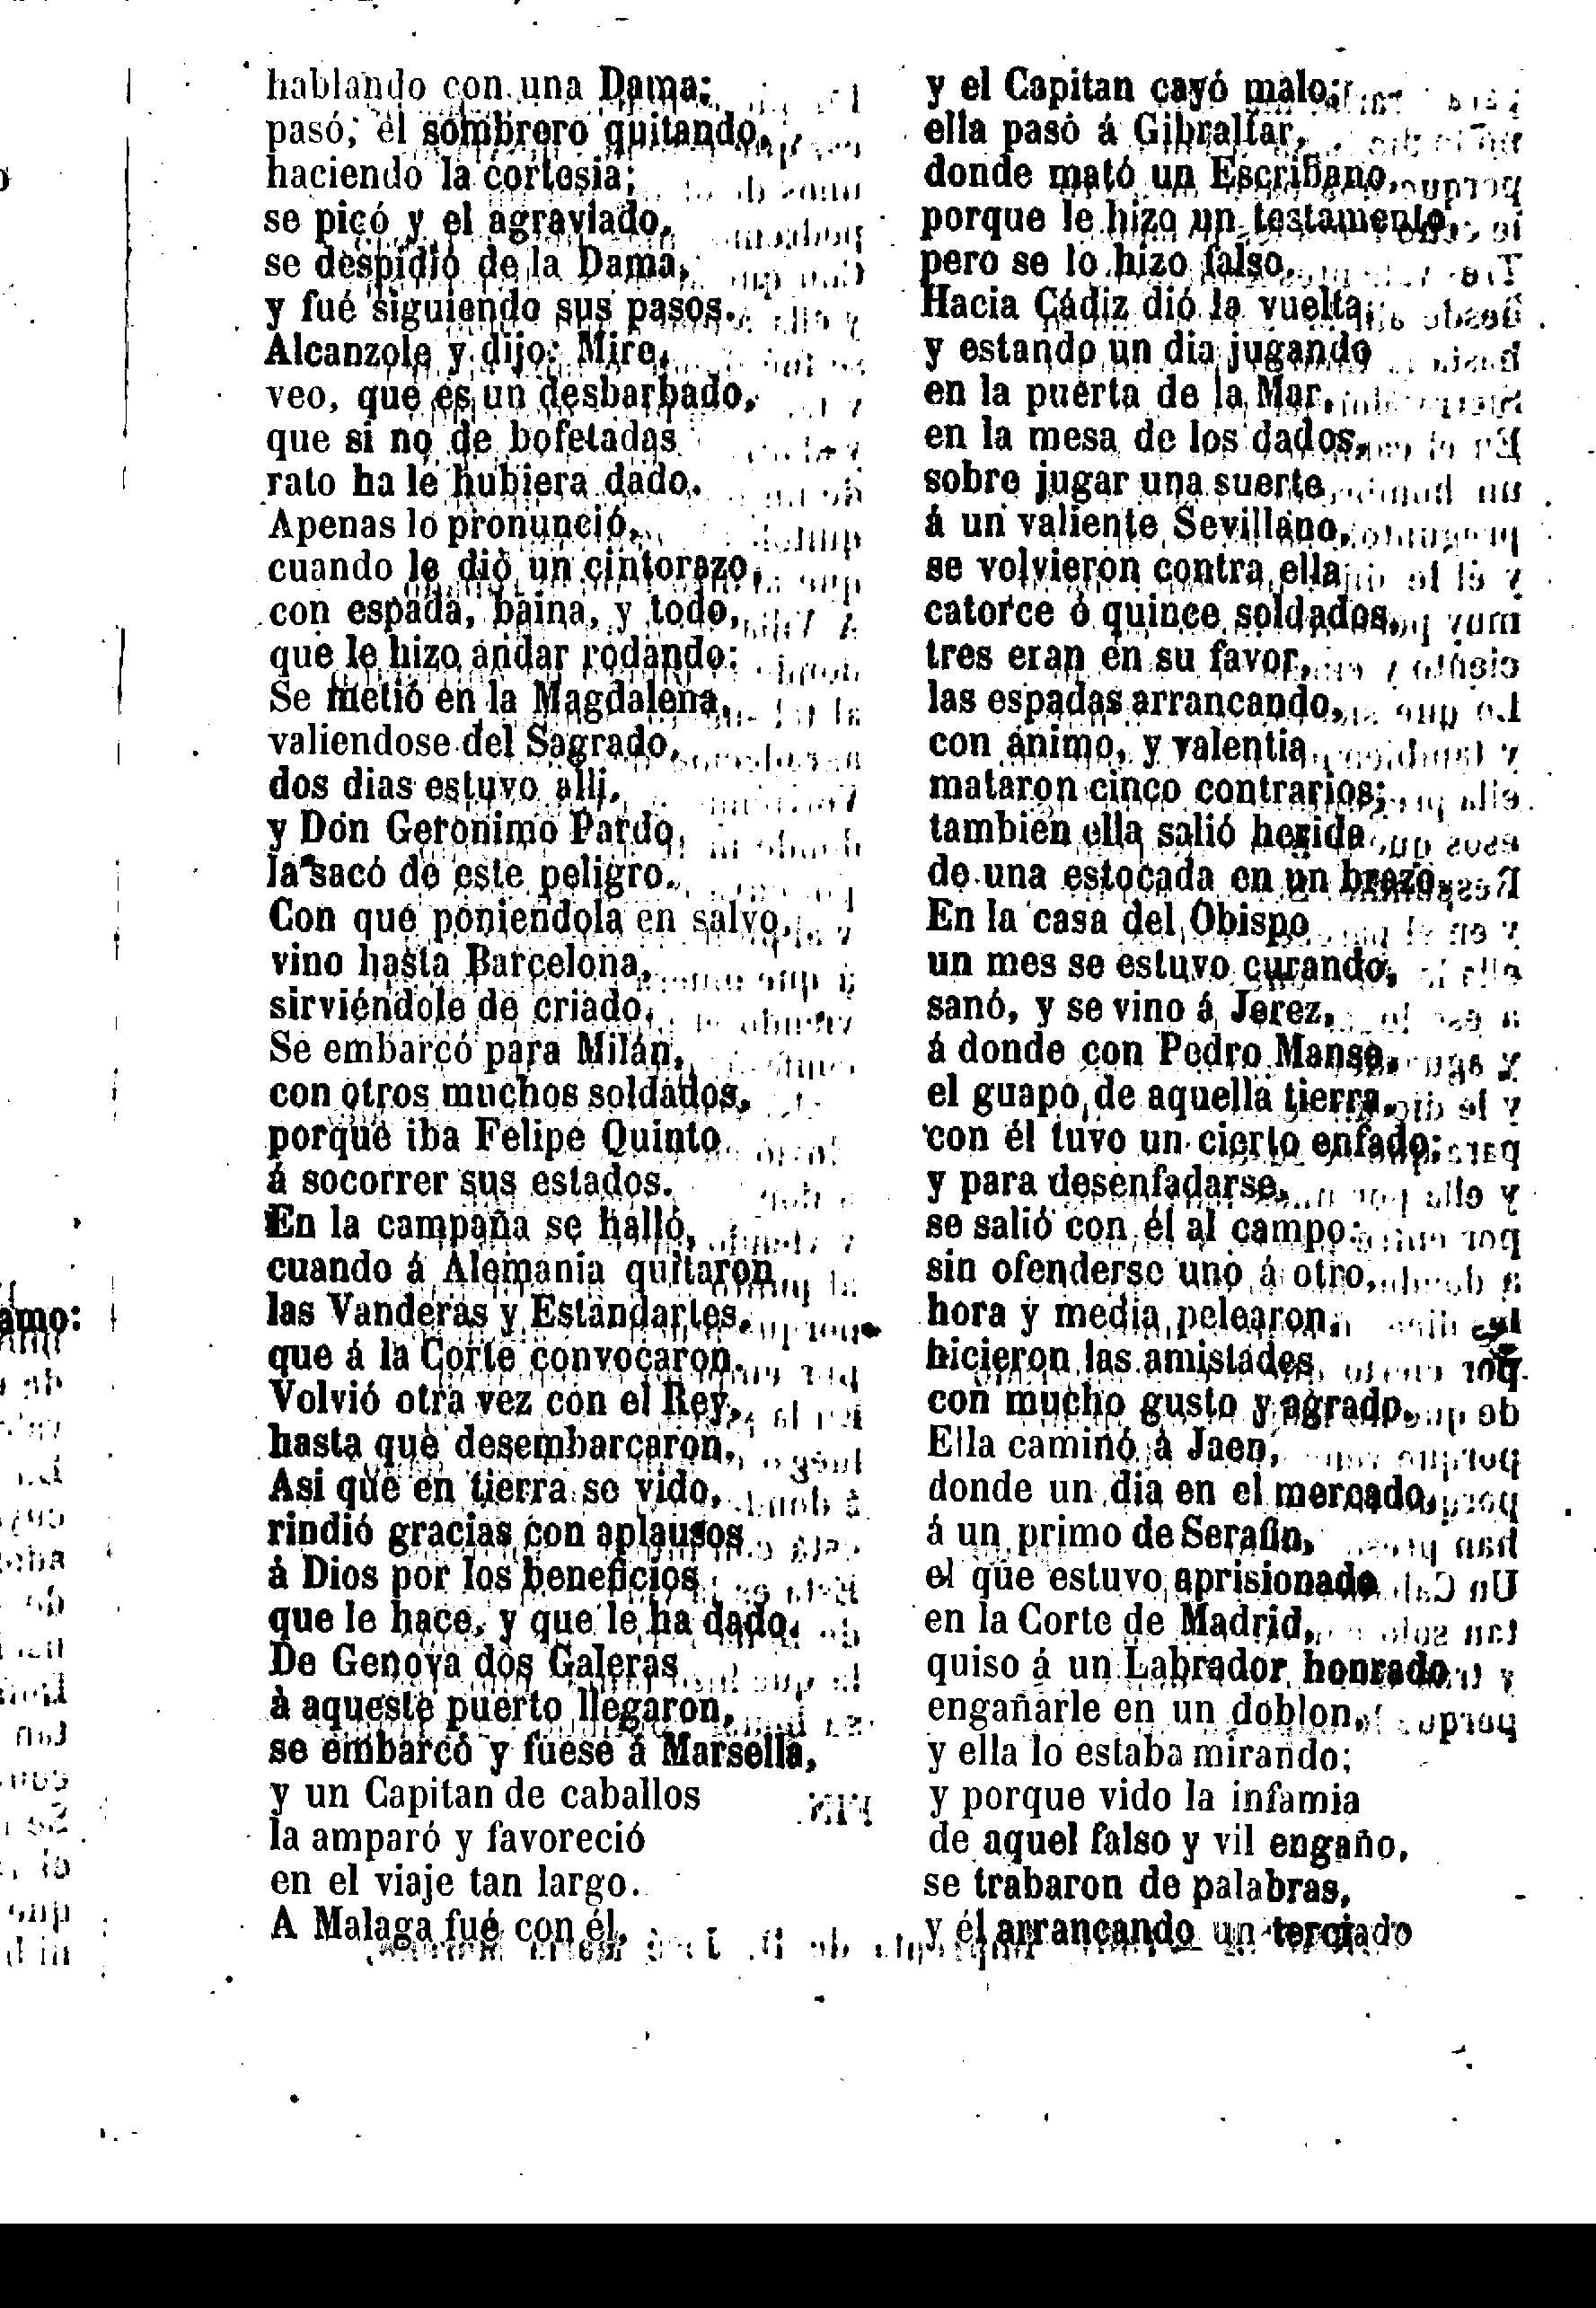 hablando con una Dama;
pasó, él sombrero quitando,
haciendo la cortesia;
se picó y el agraviado,
se despidió de la Dama,
y fué siguiendo sus pasos.
Alcanzole y dijo: Mire,
veo, que es un desbarbado,
que si no de bofetadas
rato ha le hubiera dado.
Apenas lo pronunció,
cuando le dió un cintorazo,
con espada, baina, y todo,
que le hizo andar rodando:
Se metió en la Magdalena,
valiendose del Sagrado,
dos dias estuvo alli,
y Don Geronimo Pardo,
la sacó de este peligro.
Con que poniendola en salvo,
vino hasta Barcelona,
sirviéndole de criado,
Se embarcó para Milán,
con otros muchos soldados,
porque iba Felipe Quinto
á socorrer sus estados.
En la campaña se halló,
cuando á Alemania quitaron
las Vanderas y Estandartes,
que á la Corte convocaron.
Volvió otra vez con el Rey,
hasta que desembarcaron.
Asi que en tierra se vido,
rindió gracias con aplausos
á Dios por los beneficios
que le hace, y que le ha dado.
De Genova dos Galeras
à aqueste puerto llegaron,
se embarcó y fuese á Marsella,
y un Capitan de caballos
la amparó y favoreció
en el viaje tan largo.
A Malaga fué con él,
y el Capitan cayó malo;
ella pasó á Gibraltar,
donde mató un Escribano,
porque le hizo un testamento,
pero se lo hizo falso.
Hacia Cádiz dió la vuelta,
y estando un dia jugando
en la puerta de la Mar,
en la mesa de los dados,
sobre jugar una suerte
á un valiente Sevillano,
se volvieron contra ella
catorce ó quince soldados,
tres eran en su favor,
las espadas arrancando,
con ánimo, y valentia
mataron cinco contrarios;
tambien ella salió herida
de una estocada en un brazo.
En la casa del Obispo
un mes se estuvo curando,
sanó, y se vino á Jerez,
á donde con Pedro Manso,
el guapo de aquella tierra,
con él tuvo un cierto enfado;
y para desenfadarse,
se salió con él al campo:
sin ofenderse uno á otro,
hora y media pelearon,
hicieron las amistades
con mucho gusto y agrado.
Ella caminó á Jaen,
donde un dia en el mercado,
á un primo de Serafin,
el que estuvo aprisionado
en la Corte de Madrid,
quiso á un Labrador honrado
engañarle en un doblon,
y ella lo estaba mirando;
y porque vido la infamia
de aquel falso y vil engaño,
se trabaron de palabras,
y él arrancando un terciado
amo: